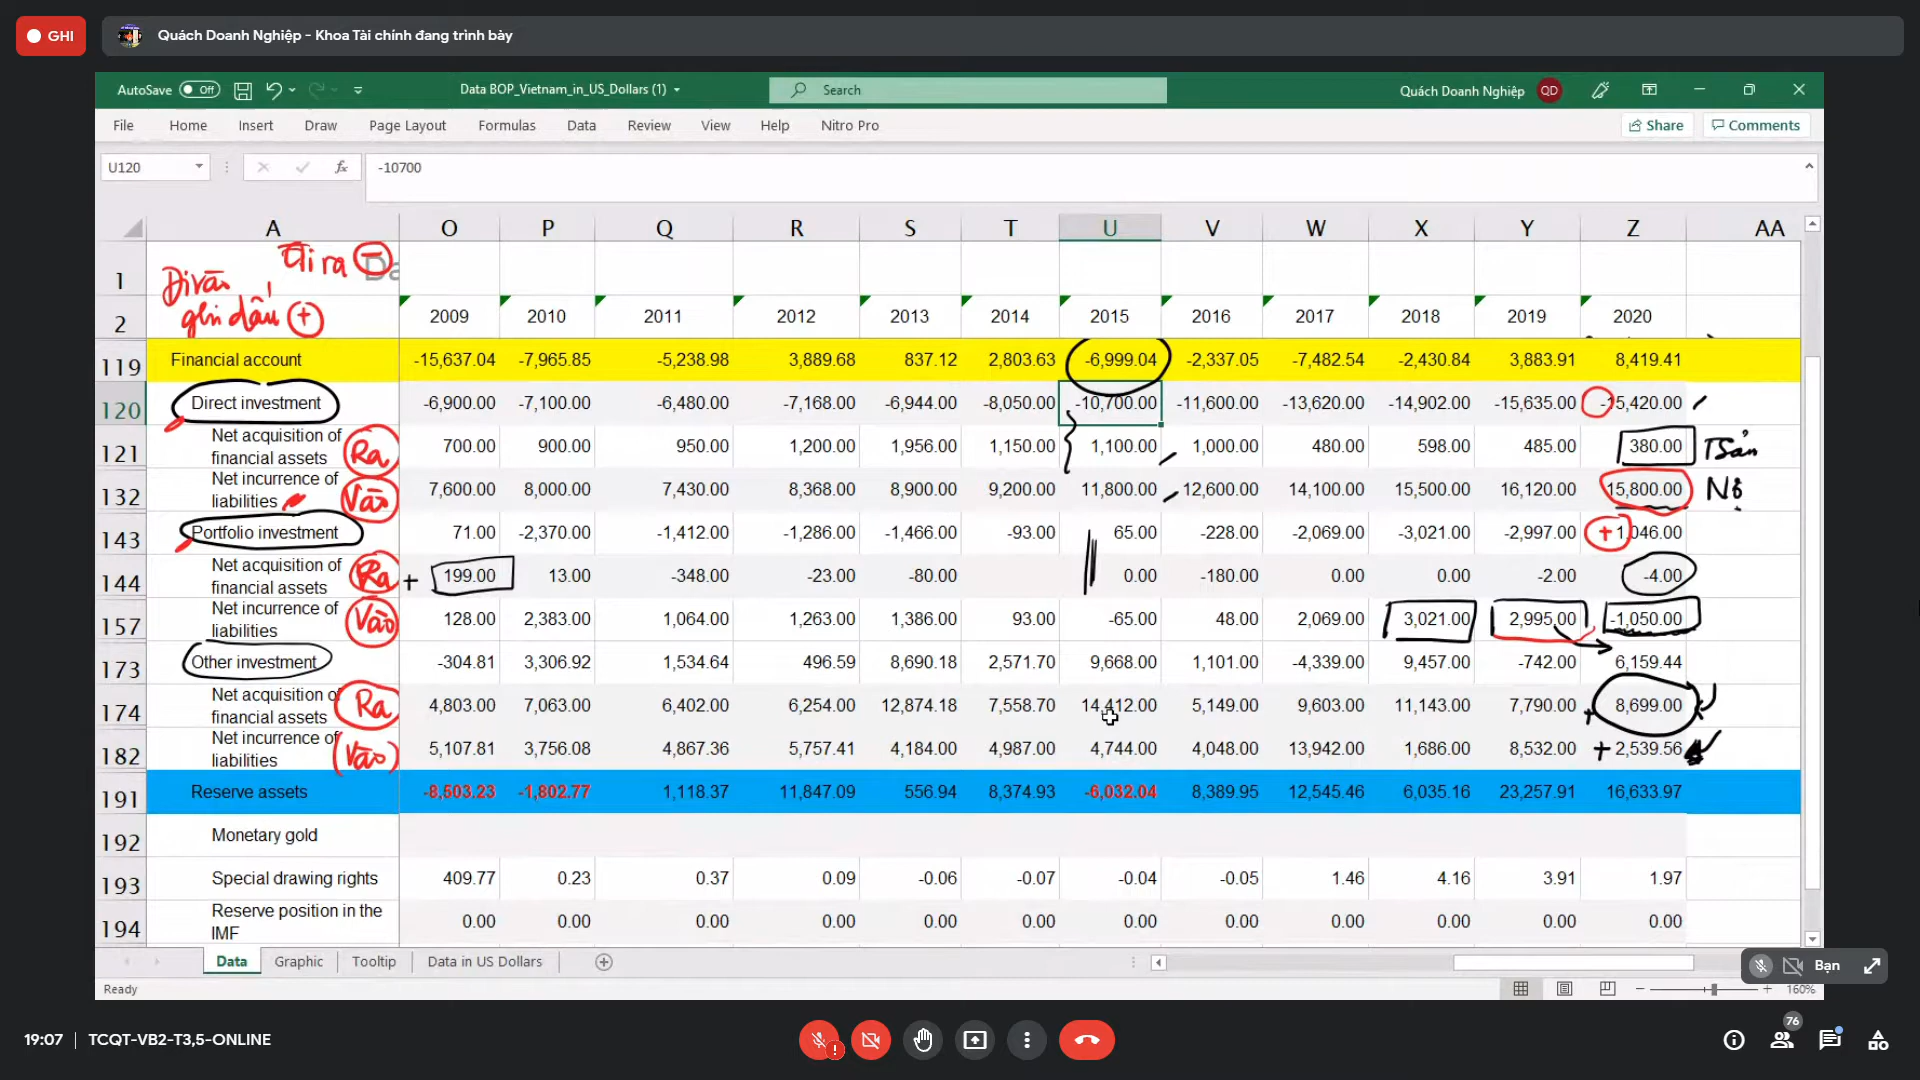 GHI
Quách Doanh Nghiệp - Khoa Tài chính đang trình bày
AutoSave Off
Data BOP_Vietnam_in_US_Dollars (1)
Search
Quách Doanh Nghiệp QD
File Home Insert Draw Page Layout Formulas Data Review View Help Nitro Pro Share Comments
U120 fx -10700
A O P Q R S T U V W X Y Z AA
1 Đi ra -
Đi vào
ghi dấu +
2 2009 2010 2011 2012 2013 2014 2015 2016 2017 2018 2019 2020
119 Financial account -15,637.04 -7,965.85 -5,238.98 3,889.68 837.12 2,803.63 -6,999.04 -2,337.05 -7,482.54 -2,430.84 3,883.91 8,419.41
120 Direct investment -6,900.00 -7,100.00 -6,480.00 -7,168.00 -6,944.00 -8,050.00 -10,700.00 -11,600.00 -13,620.00 -14,902.00 -15,635.00 -15,420.00
121 Net acquisition of financial assets Ra 700.00 900.00 950.00 1,200.00 1,956.00 1,150.00 1,100.00 1,000.00 480.00 598.00 485.00 380.00 TSản
132 Net incurrence of liabilities Vào 7,600.00 8,000.00 7,430.00 8,368.00 8,900.00 9,200.00 11,800.00 12,600.00 14,100.00 15,500.00 16,120.00 15,800.00 Nợ
143 Portfolio investment 71.00 -2,370.00 -1,412.00 -1,286.00 -1,466.00 -93.00 65.00 -228.00 -2,069.00 -3,021.00 -2,997.00 + 1,046.00
144 Net acquisition of financial assets Ra + 199.00 13.00 -348.00 -23.00 -80.00 0.00 -180.00 0.00 0.00 -2.00 -4.00
157 Net incurrence of liabilities Vào 128.00 2,383.00 1,064.00 1,263.00 1,386.00 93.00 -65.00 48.00 2,069.00 3,021.00 2,995.00 -1,050.00
173 Other investment -304.81 3,306.92 1,534.64 496.59 8,690.18 2,571.70 9,668.00 1,101.00 -4,339.00 9,457.00 -742.00 6,159.44
174 Net acquisition of financial assets Ra 4,803.00 7,063.00 6,402.00 6,254.00 12,874.18 7,558.70 14,412.00 5,149.00 9,603.00 11,143.00 7,790.00 + 8,699.00
182 Net incurrence of liabilities (Vào) 5,107.81 3,756.08 4,867.36 5,757.41 4,184.00 4,987.00 4,744.00 4,048.00 13,942.00 1,686.00 8,532.00 + 2,539.56
191 Reserve assets -8,503.23 -1,802.77 1,118.37 11,847.09 556.94 8,374.93 -6,032.04 8,389.95 12,545.46 6,035.16 23,257.91 16,633.97
192 Monetary gold
193 Special drawing rights 409.77 0.23 0.37 0.09 -0.06 -0.07 -0.04 -0.05 1.46 4.16 3.91 1.97
194 Reserve position in the IMF 0.00 0.00 0.00 0.00 0.00 0.00 0.00 0.00 0.00 0.00 0.00 0.00
Data Graphic Tooltip Data in US Dollars
Bạn
Ready 160%
19:07 | TCQT-VB2-T3,5-ONLINE
76